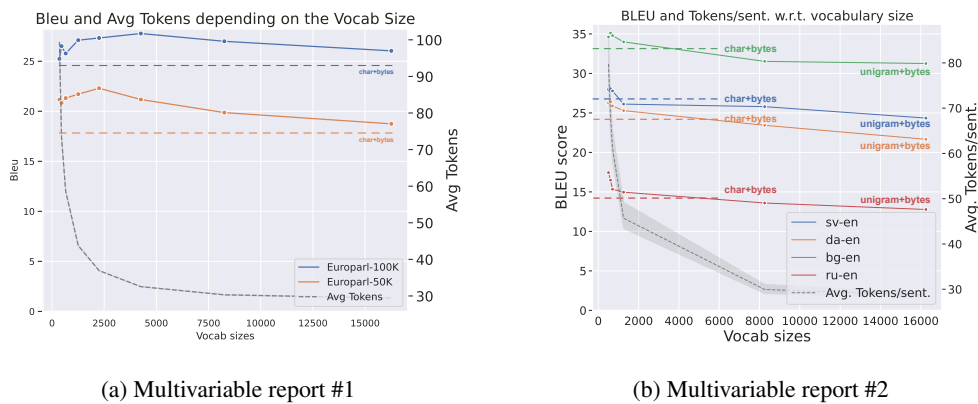 Bleu and Avg Tokens depending on the Vocab Size
25
20
15
10
5
0
Bleu
100
90
80
70
60
50
40
30
Avg Tokens
char+bytes
char+bytes
Europarl-100K
Europarl-50K
Avg Tokens
0 2500 5000 7500 10000 12500 15000
Vocab sizes
(a) Multivariable report #1
BLEU and Tokens/sent. w.r.t. vocabulary size
35
30
25
20
15
10
5
0
BLEU score
80
70
60
50
40
30
Avg. Tokens/sent.
char+bytes
unigram+bytes
char+bytes
unigram+bytes
char+bytes
unigram+bytes
char+bytes
unigram+bytes
sv-en
da-en
bg-en
ru-en
Avg. Tokens/sent.
0 2000 4000 6000 8000 10000 12000 14000 16000
Vocab sizes
(b) Multivariable report #2